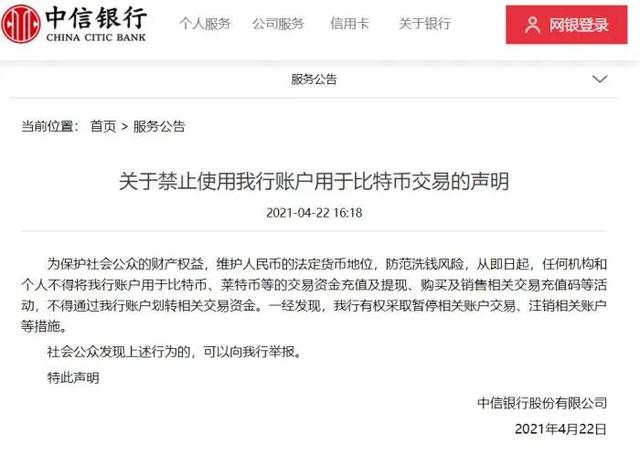 中信银行
CHINA CITIC BANK
个人服务 公司服务 信用卡 关于银行
网银登录
服务公告
当前位置： 首页 > 服务公告
关于禁止使用我行账户用于比特币交易的声明
2021-04-22 16:18
为保护社会公众的财产权益，维护人民币的法定货币地位，防范洗钱风险，从即日起，任何机构和
个人不得将我行账户用于比特币、莱特币等的交易资金充值及提现、购买及销售相关交易充值码等活
动，不得通过我行账户划转相关交易资金。一经发现，我行有权采取暂停相关账户交易、注销相关账户
等措施。
社会公众发现上述行为的，可以向我行举报。
特此声明
中信银行股份有限公司
2021年4月22日